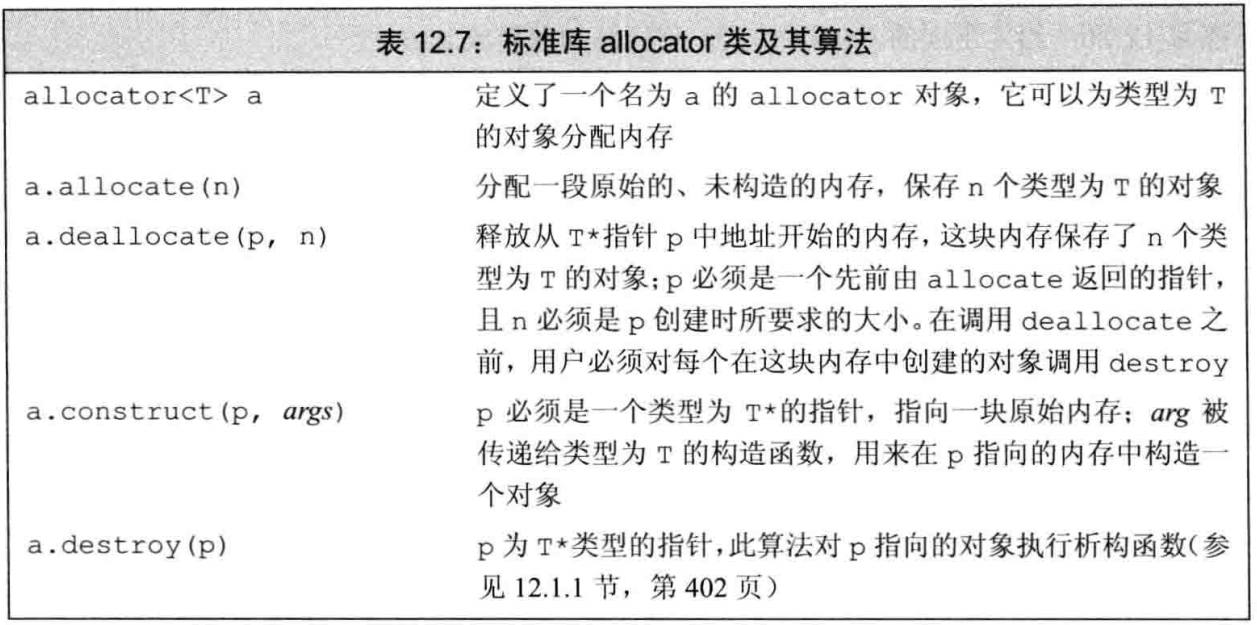 表 12.7：标准库 allocator 类及其算法
allocator<T> a 定义了一个名为 a 的 allocator 对象，它可以为类型为 T
的对象分配内存
a.allocate(n) 分配一段原始的、未构造的内存，保存 n 个类型为 T 的对象
a.deallocate(p, n) 释放从 T*指针 p 中地址开始的内存，这块内存保存了 n 个类
型为 T 的对象；p 必须是一个先前由 allocate 返回的指针，
且 n 必须是 p 创建时所要求的大小。在调用 deallocate 之
前，用户必须对每个在这块内存中创建的对象调用 destroy
a.construct(p, args) p 必须是一个类型为 T*的指针，指向一块原始内存；arg 被
传递给类型为 T 的构造函数，用来在 p 指向的内存中构造一
个对象
a.destroy(p) p 为 T*类型的指针，此算法对 p 指向的对象执行析构函数（参
见 12.1.1 节，第 402 页）